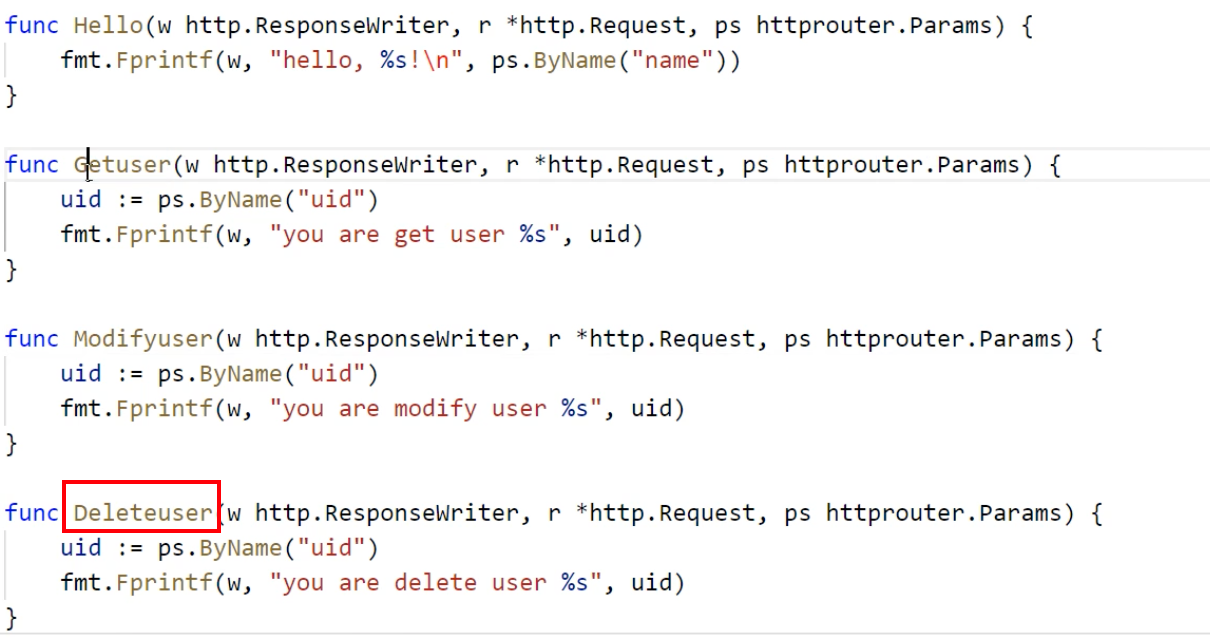 func Hello(w http.ResponseWriter, r *http.Request, ps httprouter.Params) {
    fmt.Fprintf(w, "hello, %s!\n", ps.ByName("name"))
}
func Getuser(w http.ResponseWriter, r *http.Request, ps httprouter.Params) {
    uid := ps.ByName("uid")
    fmt.Fprintf(w, "you are get user %s", uid)
}
func Modifyuser(w http.ResponseWriter, r *http.Request, ps httprouter.Params) {
    uid := ps.ByName("uid")
    fmt.Fprintf(w, "you are modify user %s", uid)
}
func Deleteuser(w http.ResponseWriter, r *http.Request, ps httprouter.Params) {
    uid := ps.ByName("uid")
    fmt.Fprintf(w, "you are delete user %s", uid)
}